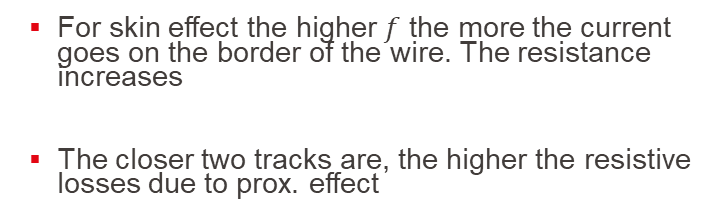 ▪ For skin effect the higher f the more the current
goes on the border of the wire. The resistance
increases
▪ The closer two tracks are, the higher the resistive
losses due to prox. effect